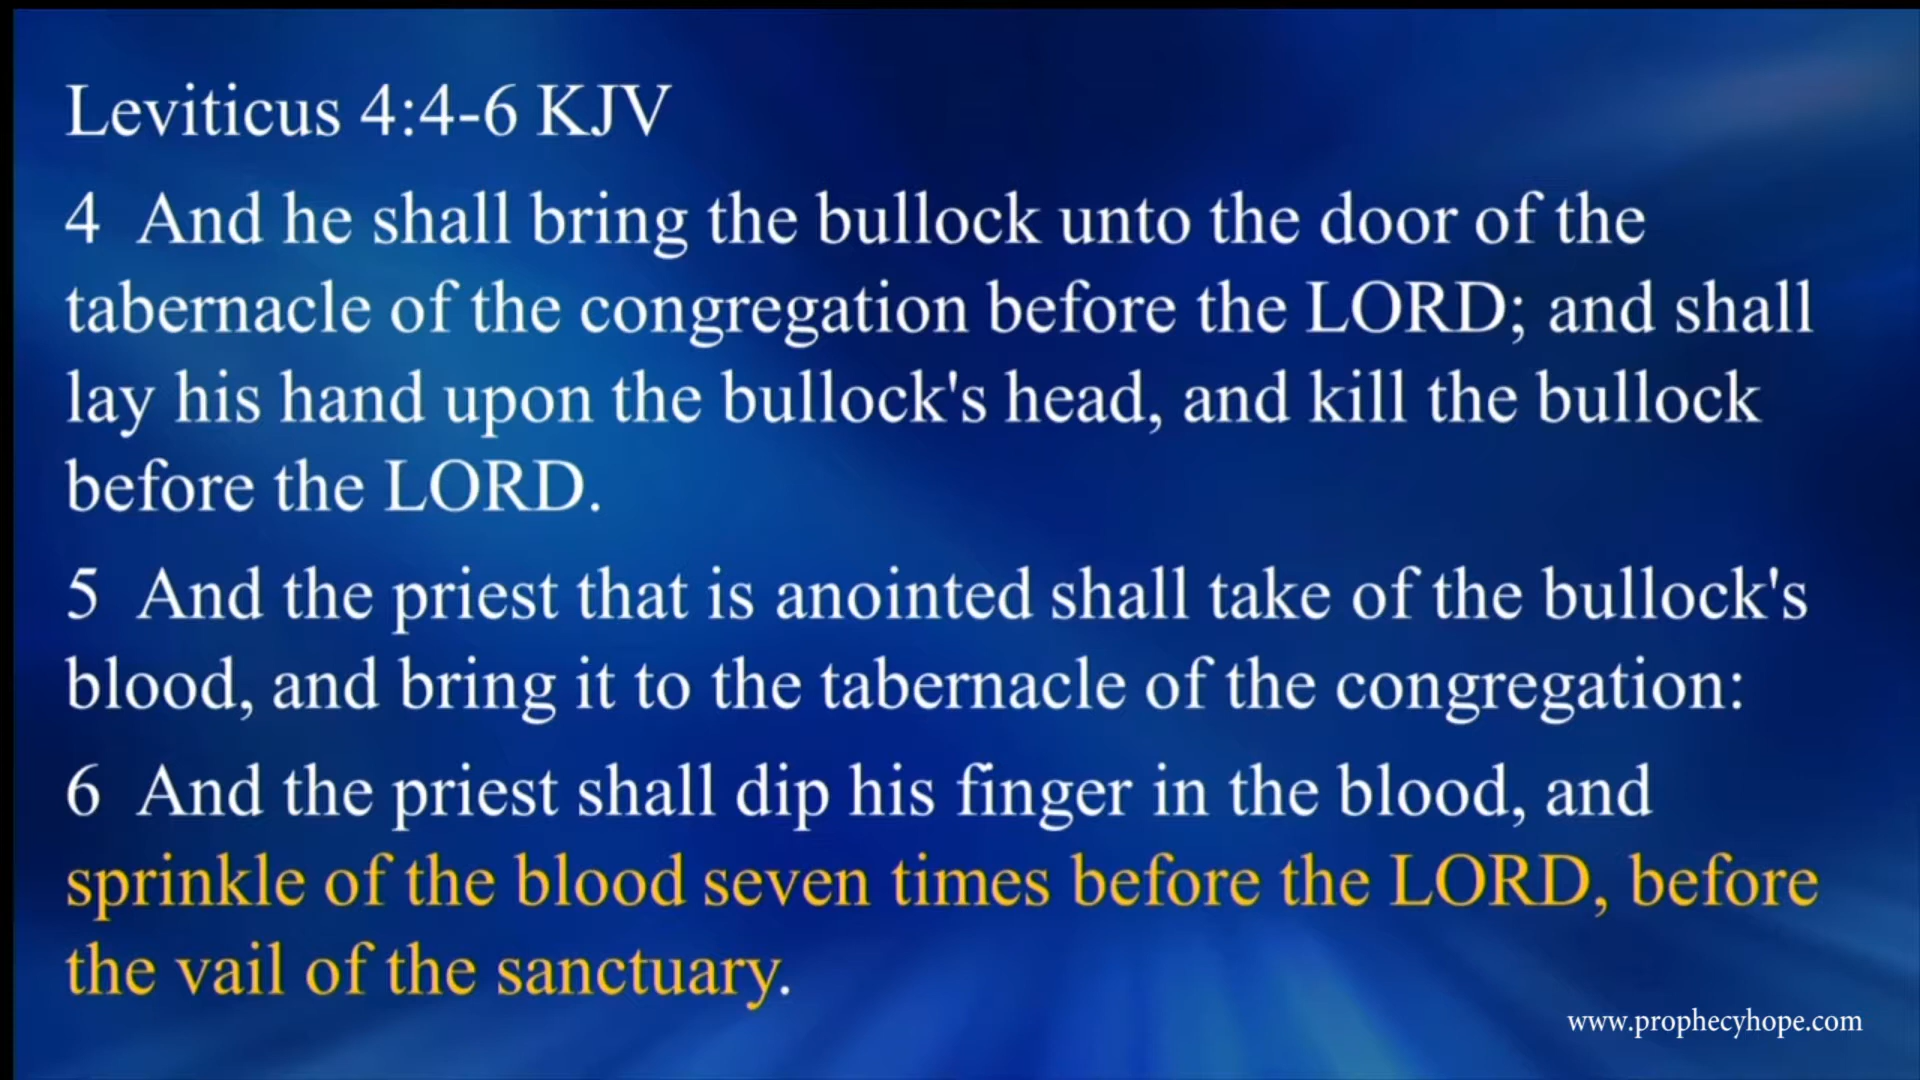 Leviticus 4:4-6 KJV
4 And he shall bring the bullock unto the door of the
tabernacle of the congregation before the LORD; and shall
lay his hand upon the bullock's head, and kill the bullock
before the LORD.
5 And the priest that is anointed shall take of the bullock's
blood, and bring it to the tabernacle of the congregation:
6 And the priest shall dip his finger in the blood, and
sprinkle of the blood seven times before the LORD, before
the vail of the sanctuary.
www.prophecyhope.com